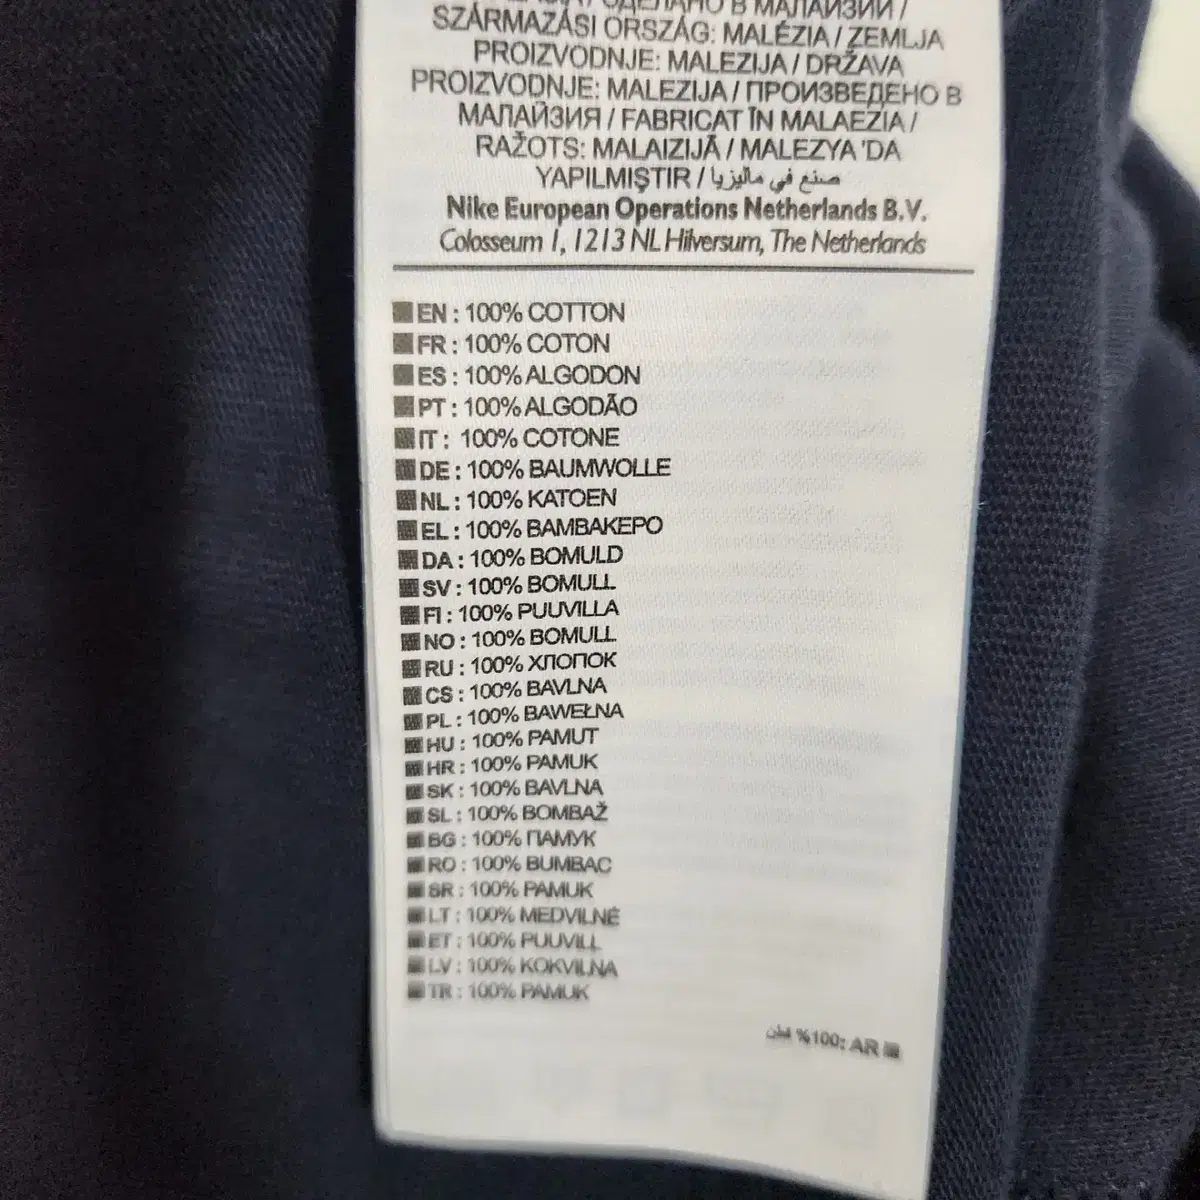 СДЕЛАНО В МАЛАЙЗИИ /
SZÁRMAZÁSI ORSZÁG: MALÉZIA / ZEMLJA
PROIZVODNJE: MALEZIJA / DRŽAVA
PROIZVODNJE: MALEZIJA / ПРОИЗВЕДЕНО В
МАЛАЙЗИЯ / FABRICAT ÎN MALAEZIA /
RAŽOTS: MALAIZIJĀ / MALEZYA 'DA
YAPILMIŞTIR / صنع في ماليزيا
Nike European Operations Netherlands B.V.
Colosseum 1, 1213 NL Hilversum, The Netherlands
EN : 100% COTTON
FR : 100% COTON
ES : 100% ALGODON
PT : 100% ALGODÃO
IT : 100% COTONE
DE : 100% BAUMWOLLE
NL : 100% KATOEN
EL : 100% ΒΑΜΒΑΚΕΡΟ
DA : 100% BOMULD
SV : 100% BOMULL
FI : 100% PUUVILLA
NO : 100% BOMULL
RU : 100% ХЛОПОК
CS : 100% BAVLNA
PL : 100% BAWEŁNA
HU : 100% PAMUT
HR : 100% PAMUK
SK : 100% BAVLNA
SL : 100% BOMBAŽ
BG : 100% ПАМУК
RO : 100% BUMBAC
SR : 100% PAMUK
LT : 100% MEDVILNĖ
ET : 100% PUUVILL
LV : 100% KOKVILNA
TR : 100% PAMUK
AR :100% قطن